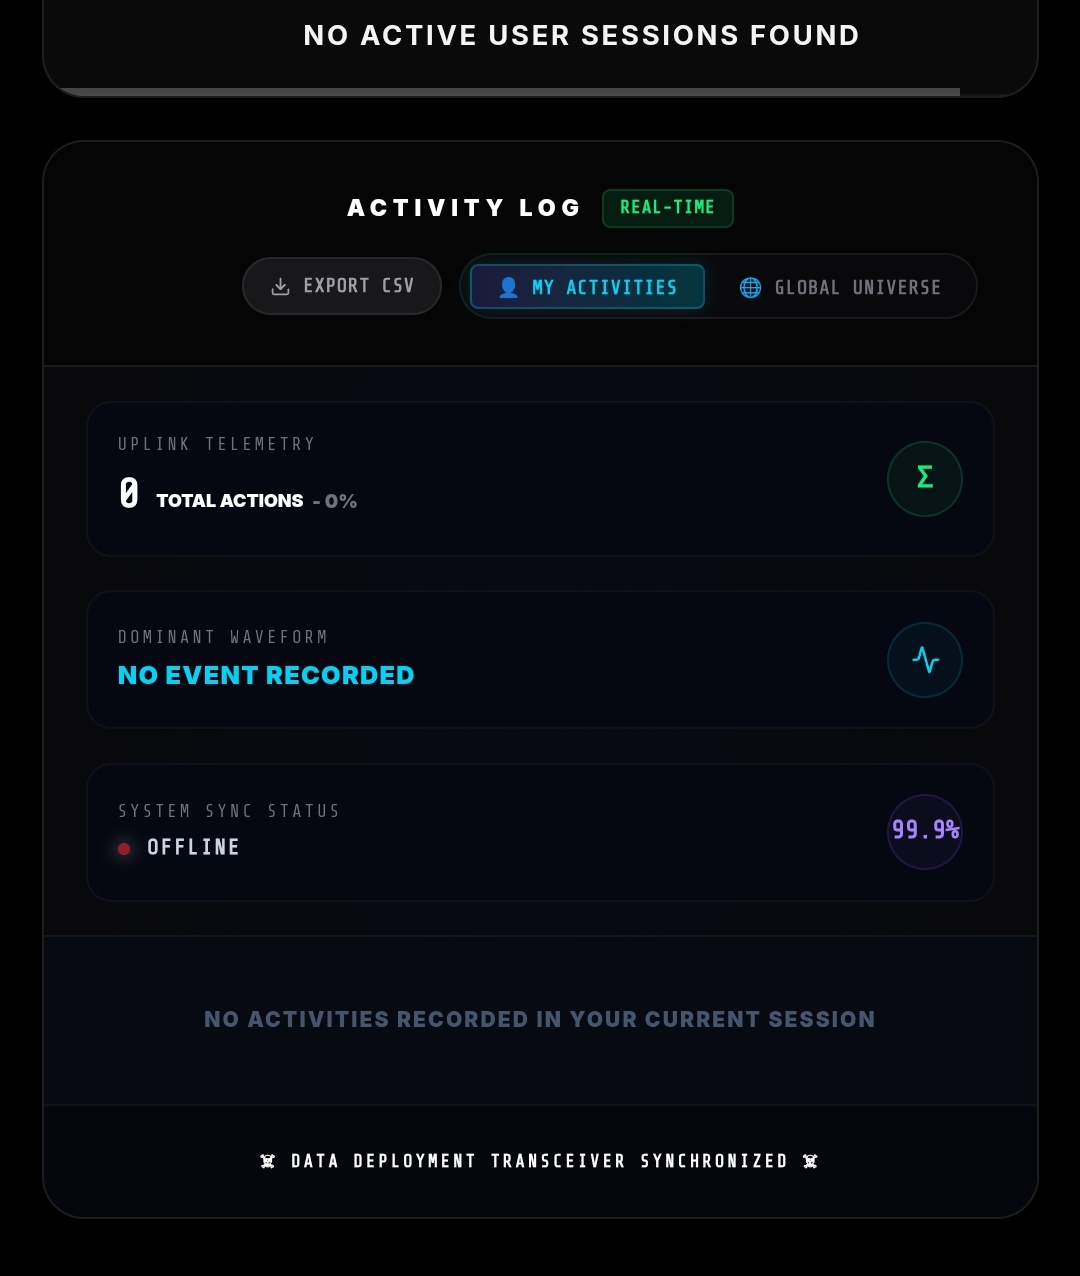 NO ACTIVE USER SESSIONS FOUND
ACTIVITY LOG REAL-TIME
EXPORT CSV 👤 MY ACTIVITIES 🌐 GLOBAL UNIVERSE
UPLINK TELEMETRY
0 TOTAL ACTIONS - 0%
Σ
DOMINANT WAVEFORM
NO EVENT RECORDED
SYSTEM SYNC STATUS
OFFLINE
99.9%
NO ACTIVITIES RECORDED IN YOUR CURRENT SESSION
☠ DATA DEPLOYMENT TRANSCEIVER SYNCHRONIZED ☠